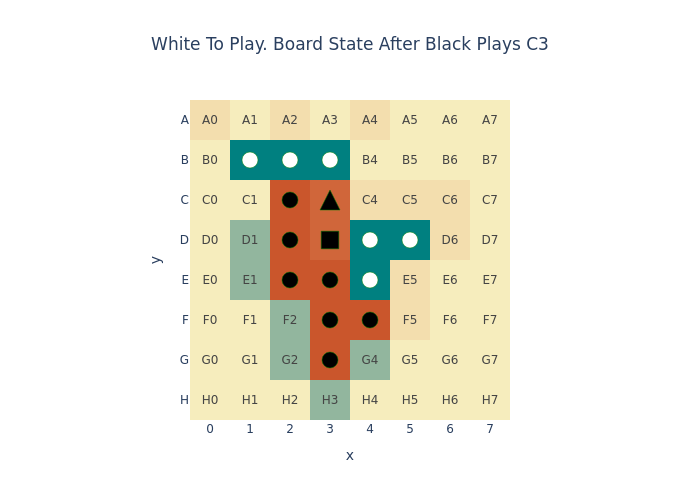 White To Play. Board State After Black Plays C3
A A0 A1 A2 A3 A4 A5 A6 A7
B B0 B4 B5 B6 B7
C C0 C1 C4 C5 C6 C7
D D0 D1 D6 D7
E E0 E1 E5 E6 E7
F F0 F1 F2 F5 F6 F7
G G0 G1 G2 G4 G5 G6 G7
H H0 H1 H2 H3 H4 H5 H6 H7
0 1 2 3 4 5 6 7
x
y